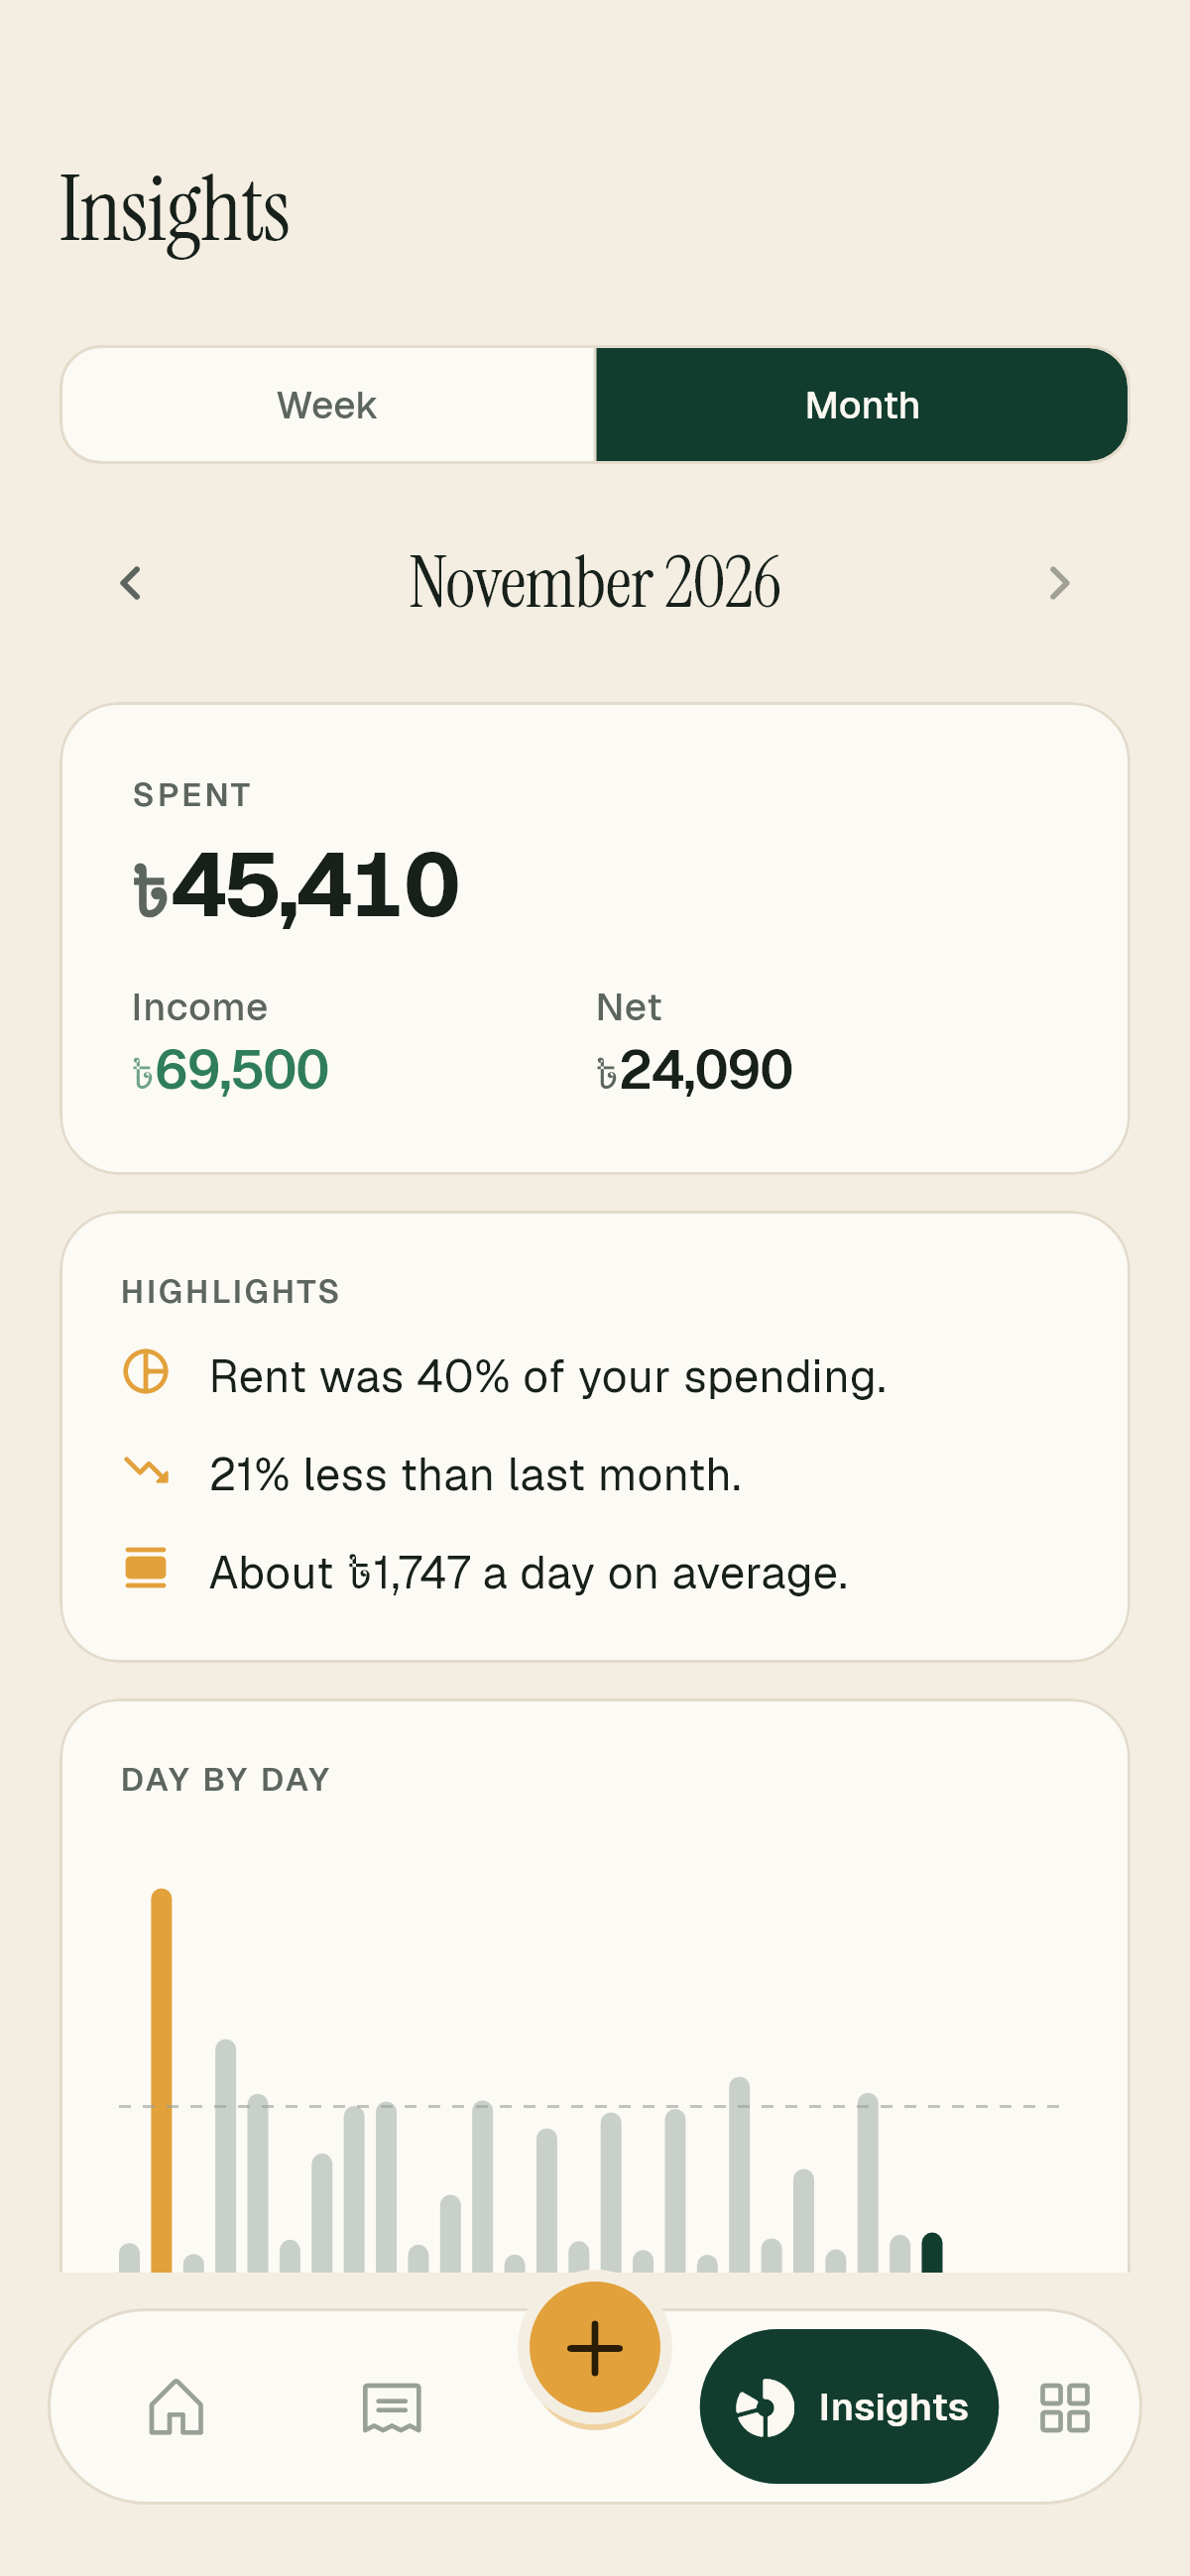 Insights
Week
Month
November 2026
SPENT
৳45,410
Income
Net
৳69,500
৳24,090
HIGHLIGHTS
Rent was 40% of your spending.
21% less than last month.
About ৳1,747 a day on average.
DAY BY DAY
Insights